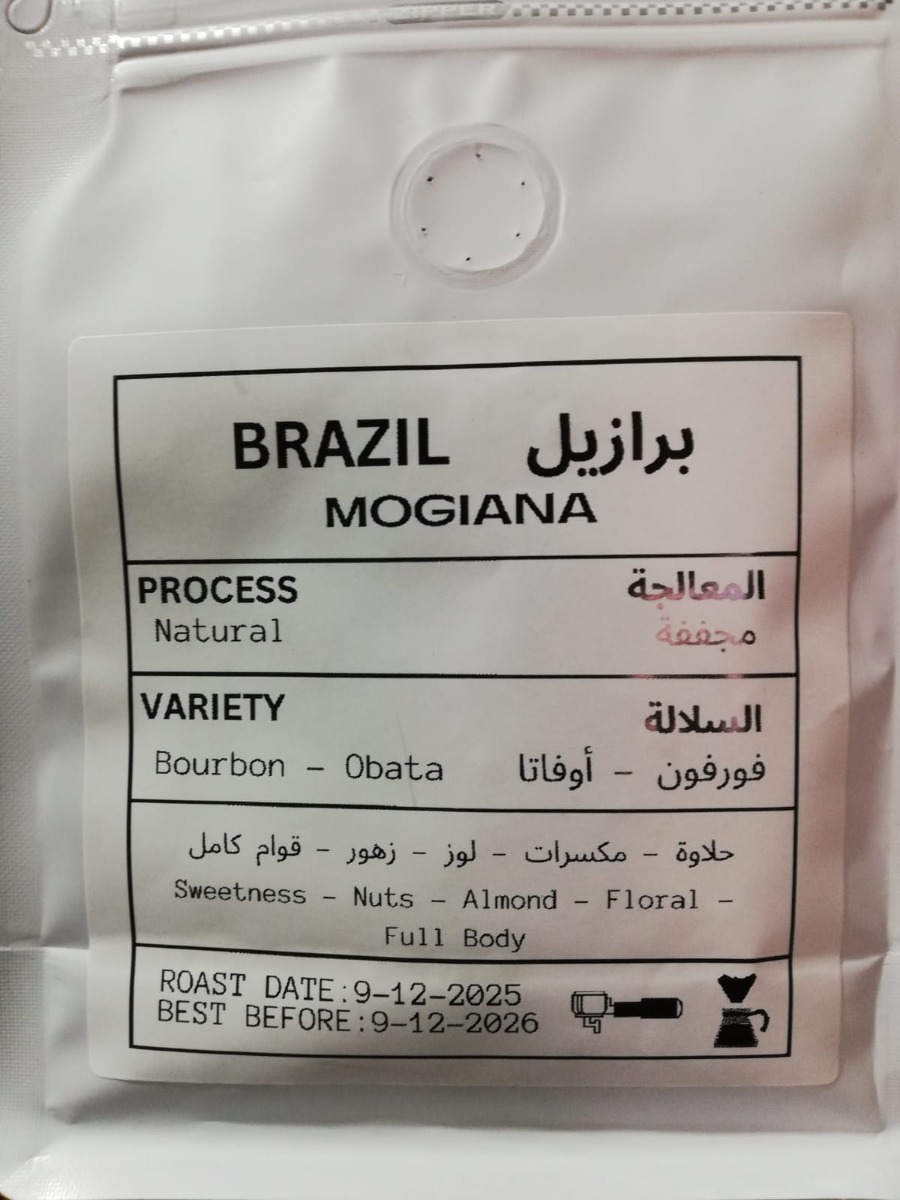 ZIPPER
BRAZIL برازيل
MOGIANA
PROCESS المعالجة
Natural مجففة
VARIETY السلالة
Bourbon - Obata فورفون - أوفاتا
حلاوة - مكسرات - لوز - زهور - قوام كامل
Sweetness - Nuts - Almond - Floral -
Full Body
ROAST DATE:9-12-2025
BEST BEFORE:9-12-2026